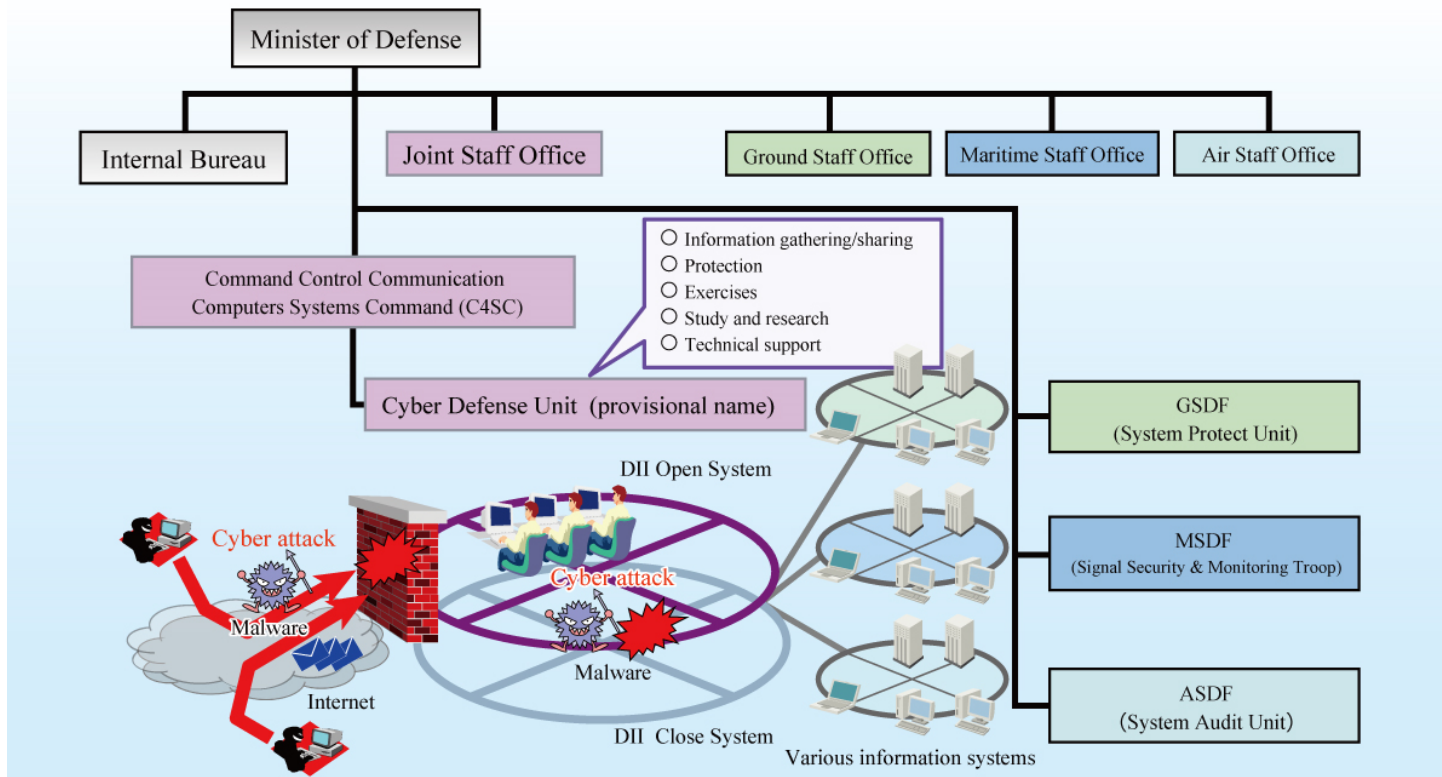 Minister of Defense
Internal Bureau
Joint Staff Office
Ground Staff Office
Maritime Staff Office
Air Staff Office
Command Control Communication
Computers Systems Command (C4SC)
○ Information gathering/sharing
○ Protection
○ Exercises
○ Study and research
○ Technical support
Cyber Defense Unit (provisional name)
GSDF
(System Protect Unit)
DII Open System
Cyber attack
Malware
Internet
Cyber attack
Malware
DII Close System
Various information systems
MSDF
(Signal Security & Monitoring Troop)
ASDF
(System Audit Unit)